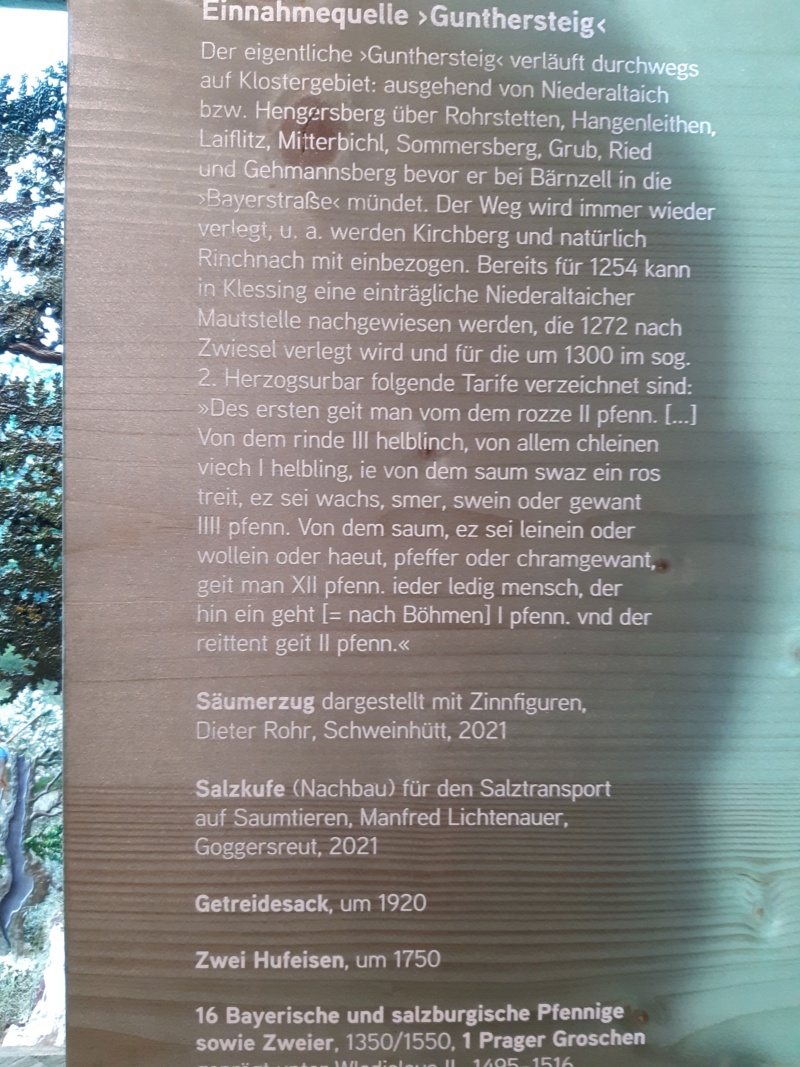 Einnahmequelle ›Gunthersteig‹
Der eigentliche ›Gunthersteig‹ verläuft durchwegs
auf Klostergebiet: ausgehend von Niederaltaich
bzw. Hengersberg über Rohrstetten, Hangenleithen,
Laiflitz, Mitterbichl, Sommersberg, Grub, Ried
und Gehmannsberg bevor er bei Bärnzell in die
›Bayerstraße‹ mündet. Der Weg wird immer wieder
verlegt, u. a. werden Kirchberg und natürlich
Rinchnach mit einbezogen. Bereits für 1254 kann
in Klessing eine einträgliche Niederaltaicher
Mautstelle nachgewiesen werden, die 1272 nach
Zwiesel verlegt wird und für die um 1300 im sog.
2. Herzogsurbar folgende Tarife verzeichnet sind:
»Des ersten geit man vom dem rozze II pfenn. [...]
Von dem rinde III helblinch, von allem chleinen
viech I helbling, ie von dem saum swaz ein ros
treit, ez sei wachs, smer, swein oder gewant
IIII pfenn. Von dem saum, ez sei leinein oder
wollein oder haeut, pfeffer oder chramgewant,
geit man XII pfenn. ieder ledig mensch, der
hin ein geht [= nach Böhmen] I pfenn. vnd der
reittent geit II pfenn.«
Säumerzug dargestellt mit Zinnfiguren,
Dieter Rohr, Schweinhütt, 2021
Salzkufe (Nachbau) für den Salztransport
auf Saumtieren, Manfred Lichtenauer,
Goggersreut, 2021
Getreidesack, um 1920
Zwei Hufeisen, um 1750
16 Bayerische und salzburgische Pfennige
sowie Zweier, 1350/1550, 1 Prager Groschen